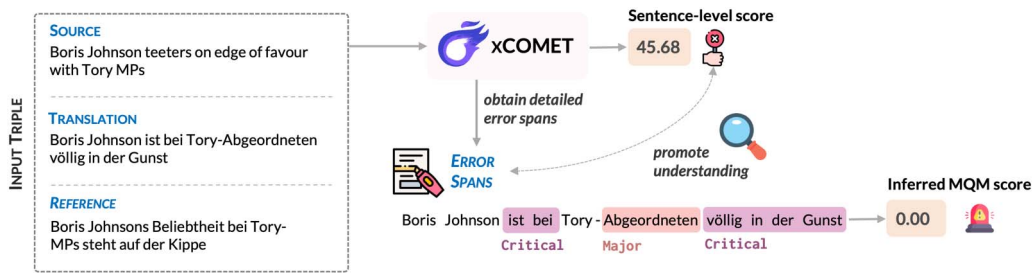 INPUT TRIPLE
SOURCE
Boris Johnson teeters on edge of favour
with Tory MPs
TRANSLATION
Boris Johnson ist bei Tory-Abgeordneten
völlig in der Gunst
REFERENCE
Boris Johnsons Beliebtheit bei Tory-
MPs steht auf der Kippe
xCOMET
Sentence-level score
45.68
obtain detailed
error spans
ERROR
SPANS
promote
understanding
Boris Johnson ist bei Tory-Abgeordneten völlig in der Gunst
Critical Major Critical
Inferred MQM score
0.00